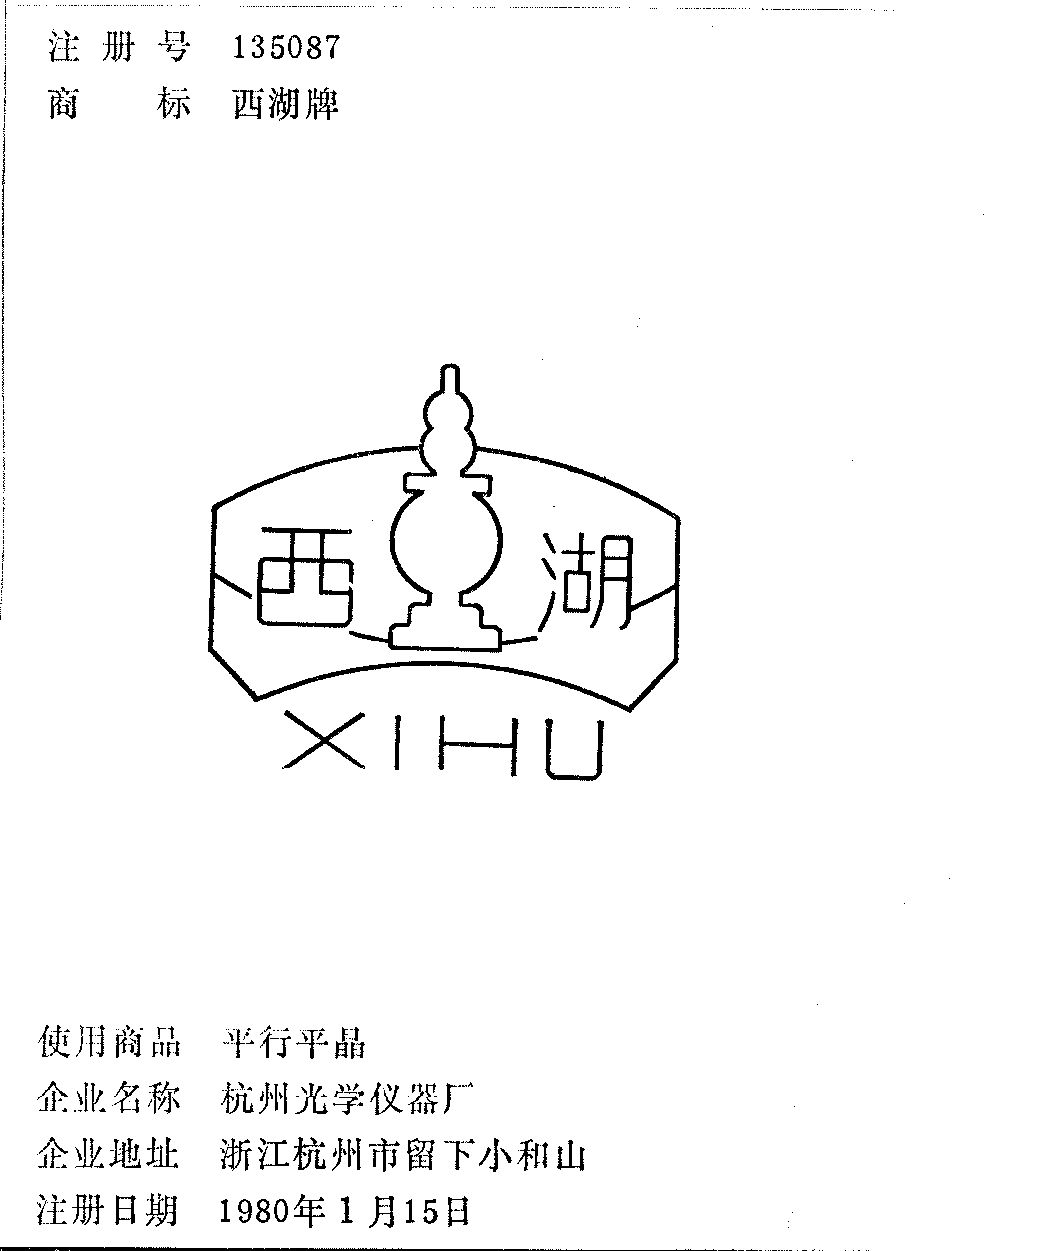 注册号 135087
商标 西湖牌
西湖
XIHU
使用商品 平行平晶
企业名称 杭州光学仪器厂
企业地址 浙江杭州市留下小和山
注册日期 1980年1月15日